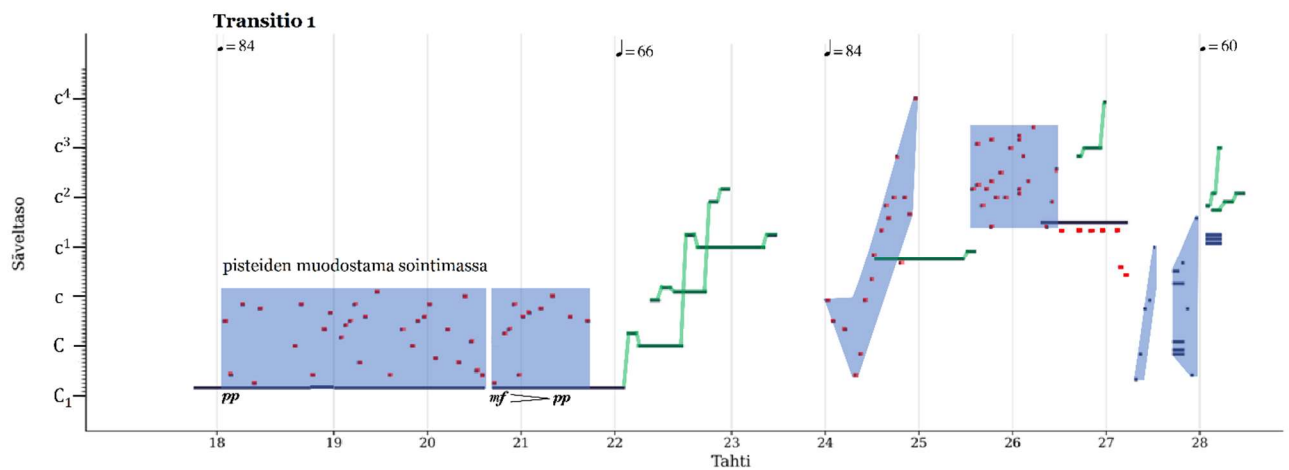 Transitio 1
♩ = 84
♩ = 66
♩ = 84
♩ = 60
Säveltaso
c⁴
c³
c²
c¹
c
C
C₁
pisteiden muodostama sointimassa
pp
mf > pp
18 19 20 21 22 23 24 25 26 27 28
Tahti